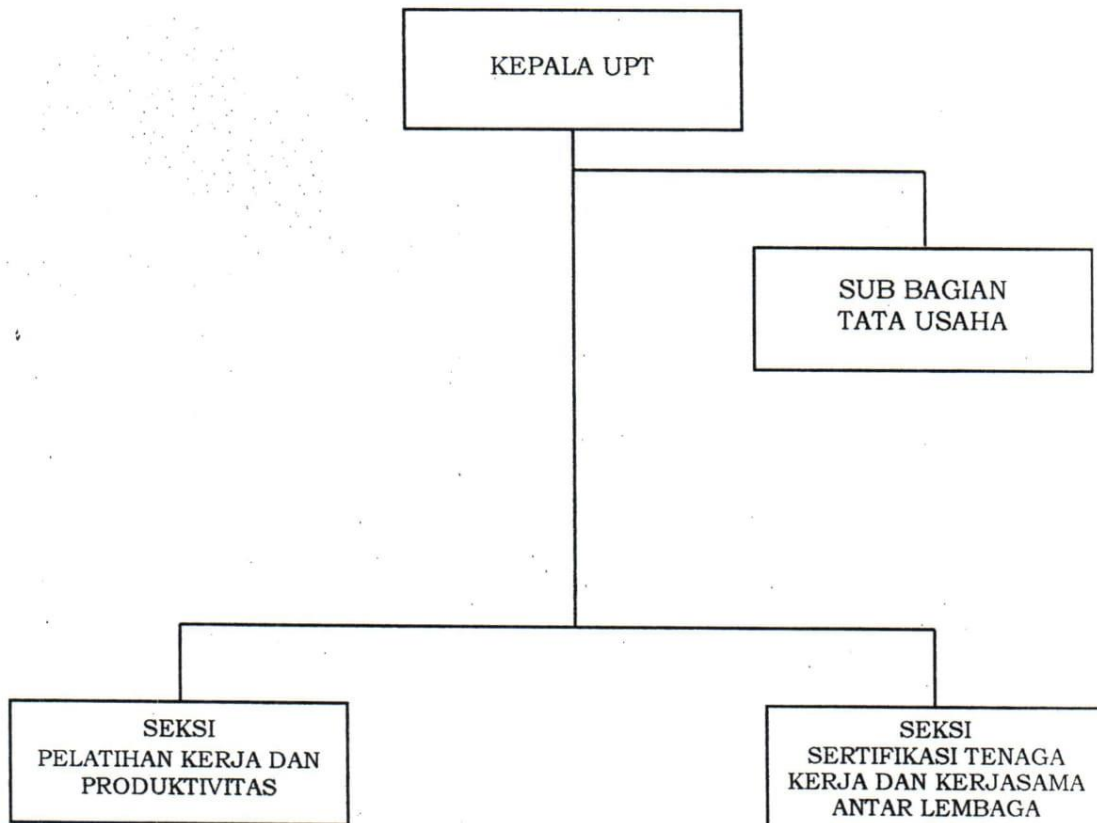 KEPALA UPT
SUB BAGIAN
TATA USAHA
SEKSI
PELATIHAN KERJA DAN
PRODUKTIVITAS
SEKSI
SERTIFIKASI TENAGA
KERJA DAN KERJASAMA
ANTAR LEMBAGA